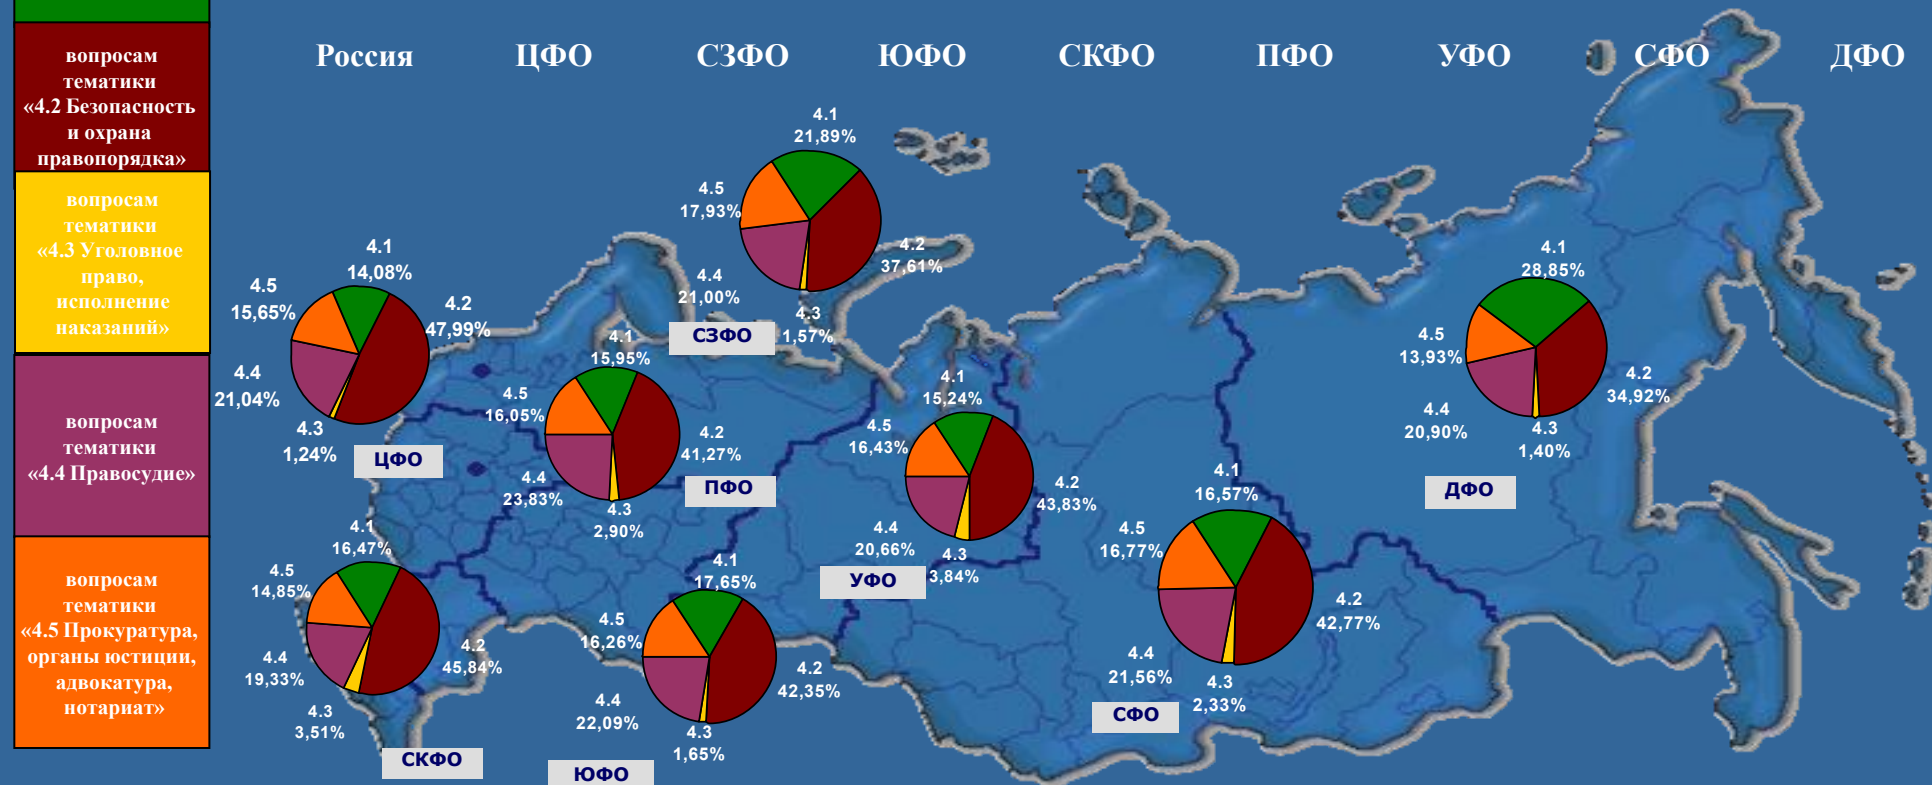 Россия ЦФО СЗФО ЮФО СКФО ПФО УФО СФО ДФО
вопросам
тематики
«4.2 Безопасность
и охрана
правопорядка»
вопросам
тематики
«4.3 Уголовное
право,
исполнение
наказаний»
вопросам
тематики
«4.4 Правосудие»
вопросам
тематики
«4.5 Прокуратура,
органы юстиции,
адвокатура,
нотариат»
4.1
14,08%
4.2
47,99%
4.3
1,24%
4.4
21,04%
4.5
15,65%
ЦФО
4.1
21,89%
4.2
37,61%
4.3
1,57%
4.4
21,00%
4.5
17,93%
СЗФО
4.1
15,95%
4.2
41,27%
4.3
2,90%
4.4
23,83%
4.5
16,05%
ПФО
4.1
15,24%
4.2
43,83%
4.3
3,84%
4.4
20,66%
4.5
16,43%
УФО
4.1
28,85%
4.2
34,92%
4.3
1,40%
4.4
20,90%
4.5
13,93%
ДФО
4.1
16,47%
4.2
45,84%
4.3
3,51%
4.4
19,33%
4.5
14,85%
СКФО
4.1
17,65%
4.2
42,35%
4.3
1,65%
4.4
22,09%
4.5
16,26%
ЮФО
4.1
16,57%
4.2
42,77%
4.3
2,33%
4.4
21,56%
4.5
16,77%
СФО